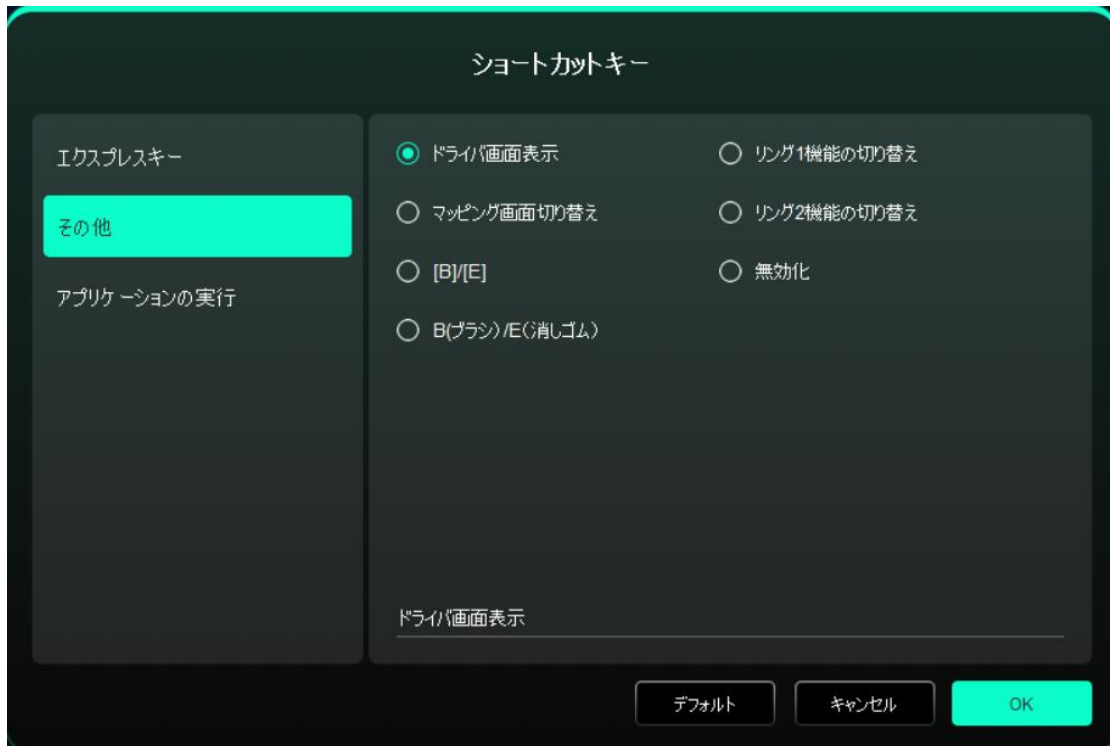 ショートカットキー
エクスプレスキー
その他
アプリケーションの実行
ドライバ画面表示
リング1機能の切り替え
マッピング画面切り替え
リング2機能の切り替え
[B]/[E]
無効化
B(ブラシ)/E(消しゴム)
ドライバ画面表示
デフォルト
キャンセル
OK